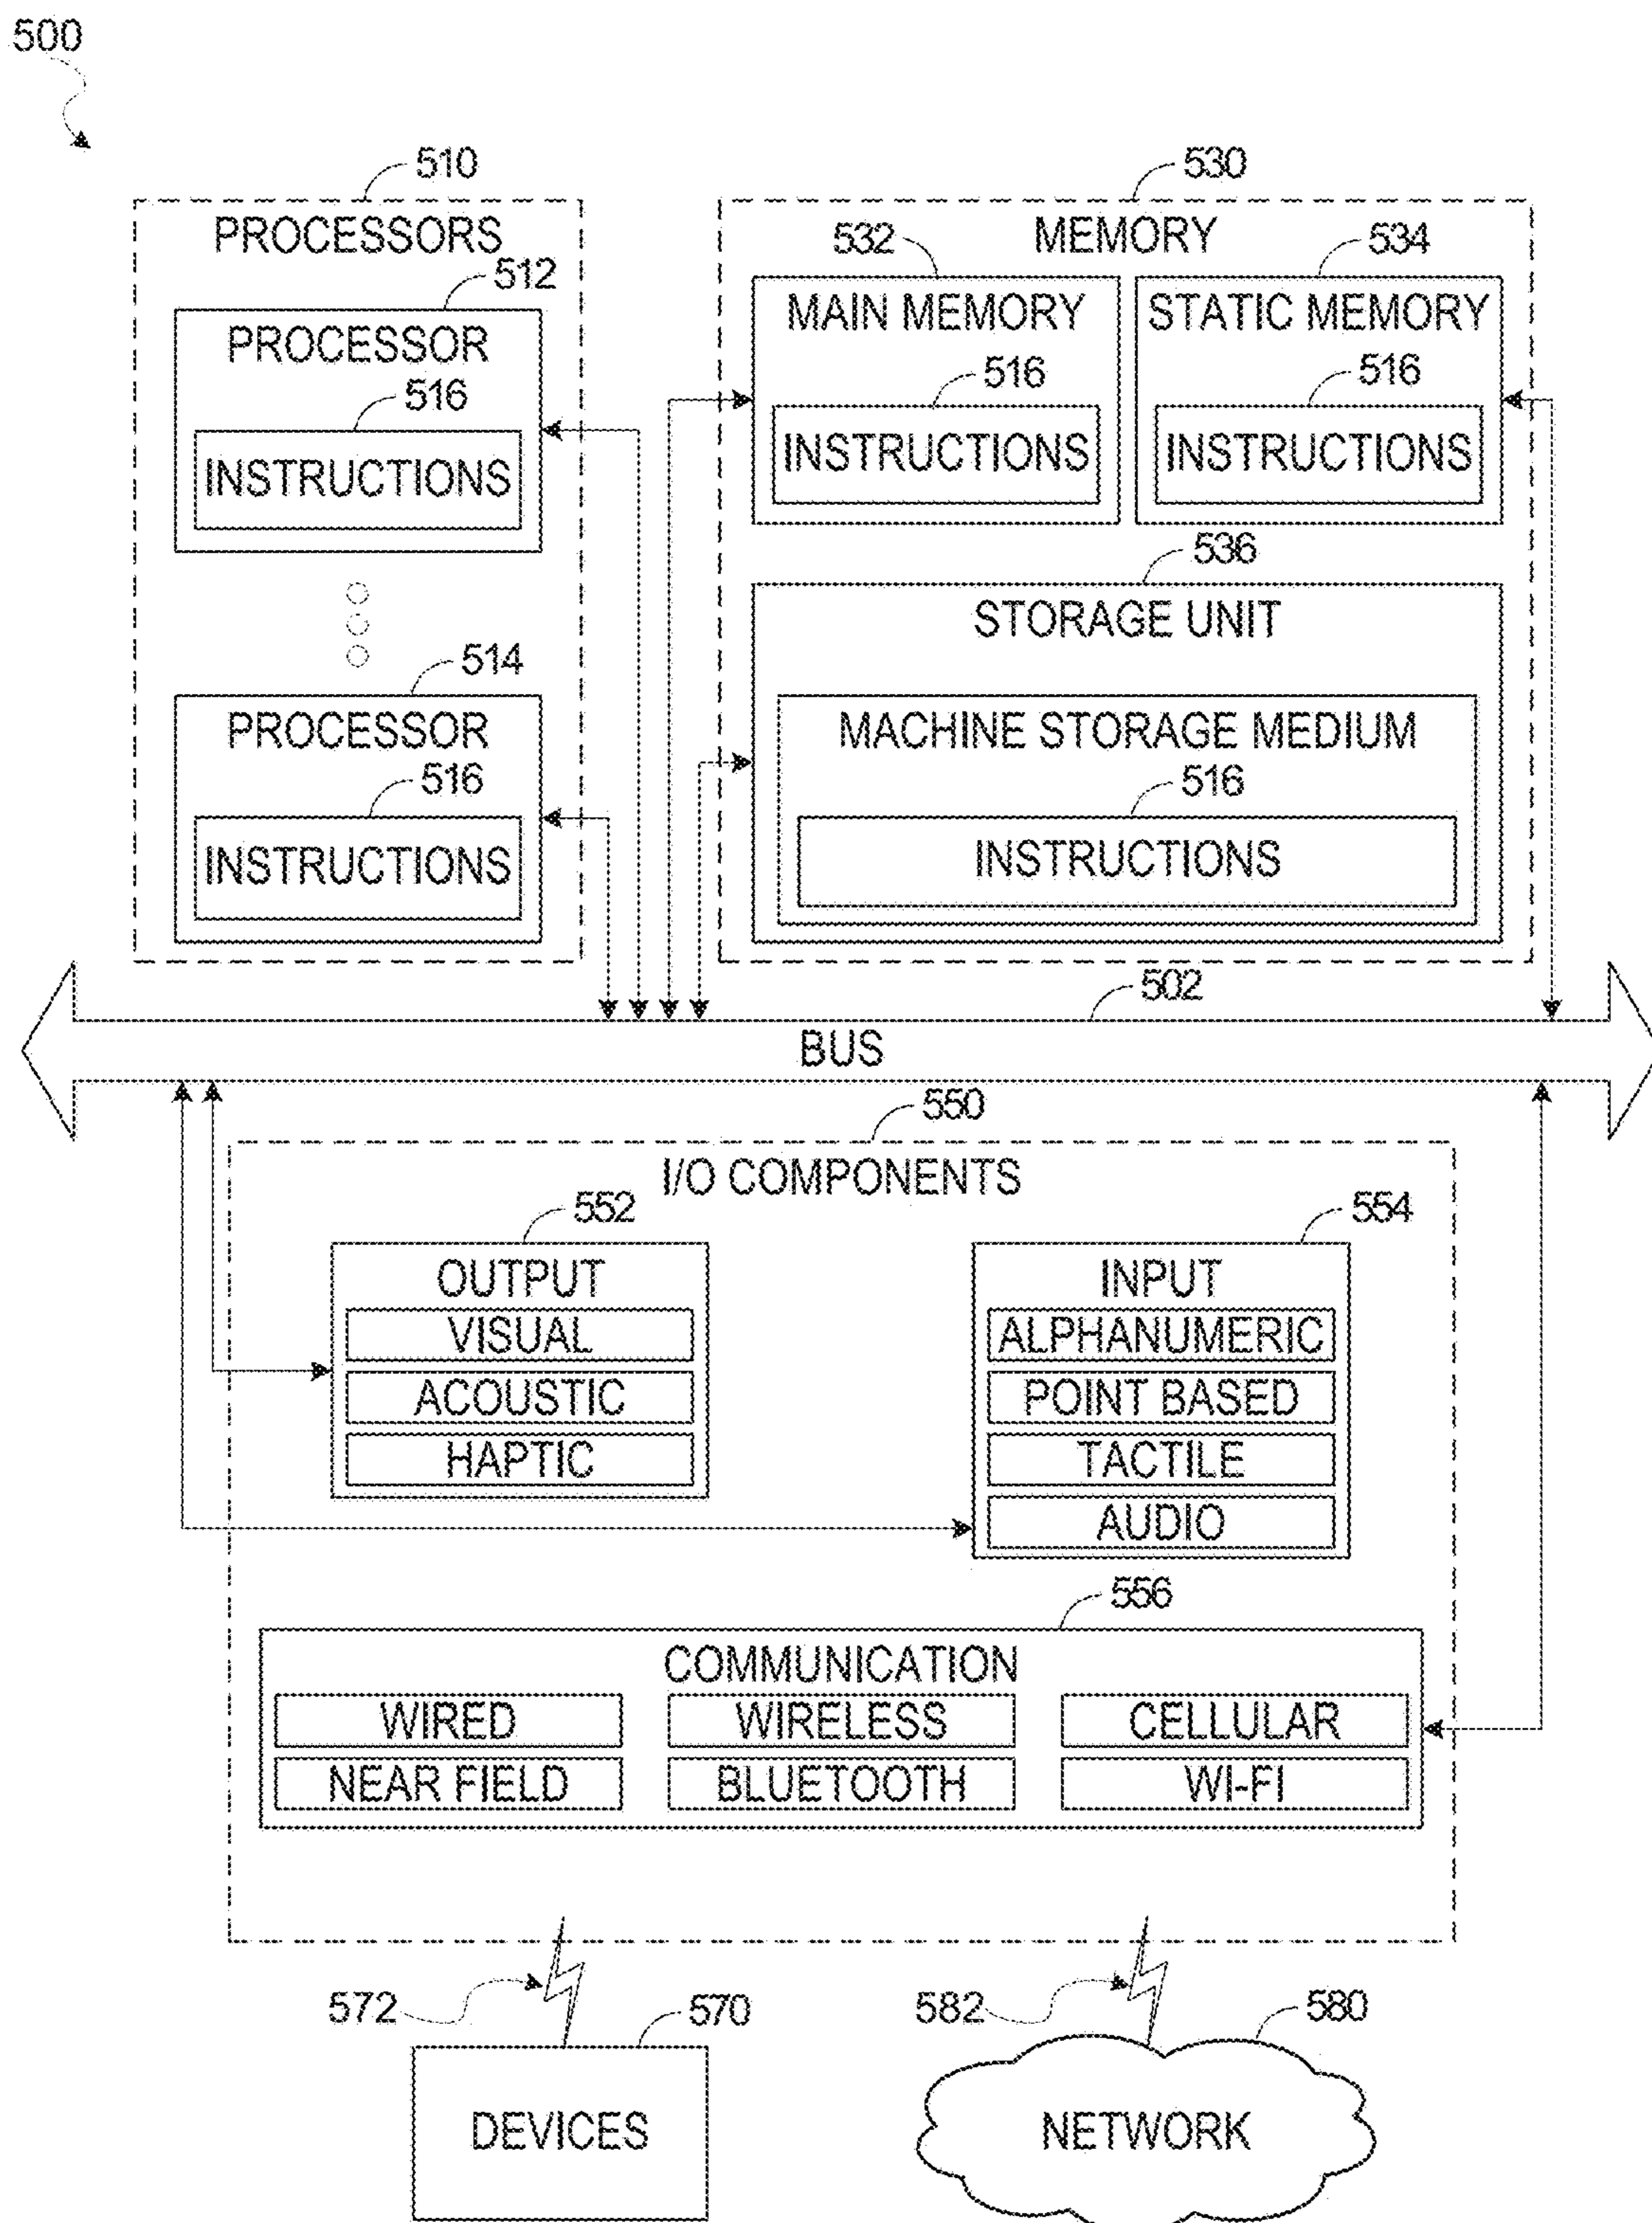 500
510
530
PROCESSORS
532
MEMORY
534
512
PROCESSOR
MAIN MEMORY
STATIC MEMORY
516
516
516
INSTRUCTIONS
INSTRUCTIONS
INSTRUCTIONS
536
STORAGE UNIT
514
PROCESSOR
MACHINE STORAGE MEDIUM
516
516
INSTRUCTIONS
INSTRUCTIONS
502
BUS
550
I/O COMPONENTS
552
554
OUTPUT
INPUT
VISUAL
ALPHANUMERIC
ACOUSTIC
POINT BASED
HAPTIC
TACTILE
AUDIO
556
COMMUNICATION
WIRED
WIRELESS
CELLULAR
NEAR FIELD
BLUETOOTH
WI-FI
572
570
582
580
DEVICES
NETWORK